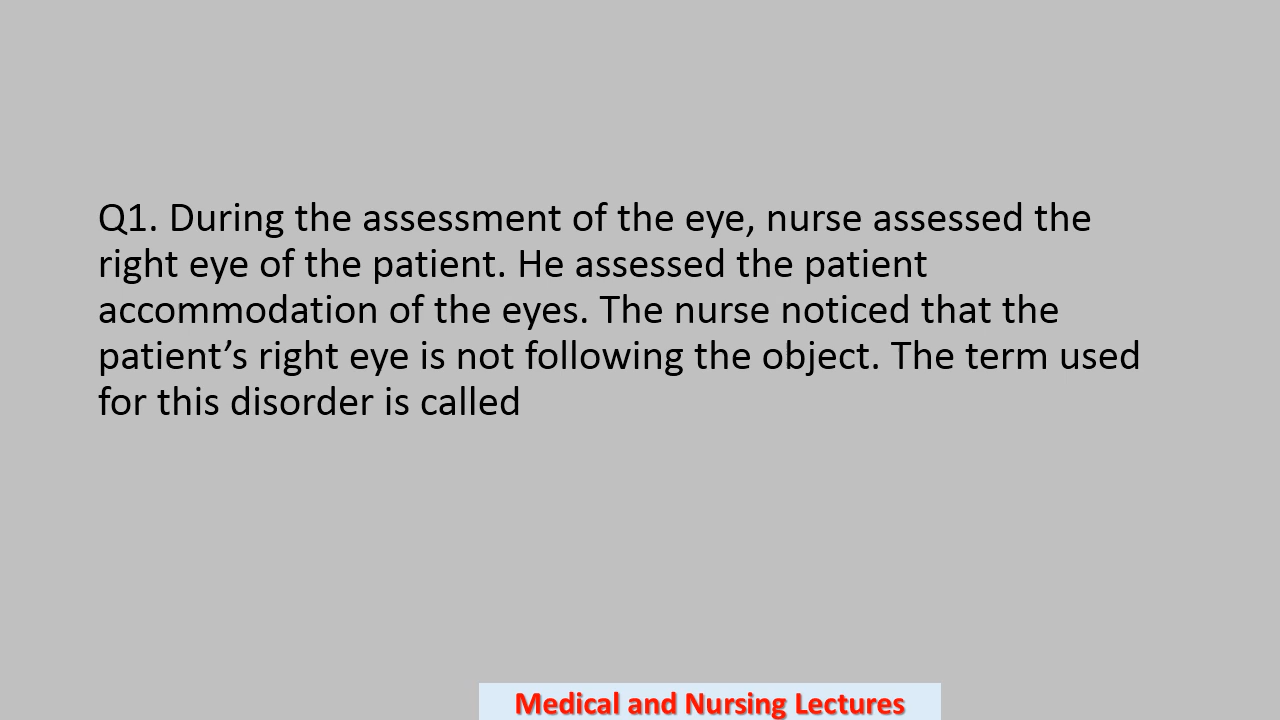 Q1. During the assessment of the eye, nurse assessed the
right eye of the patient. He assessed the patient
accommodation of the eyes. The nurse noticed that the
patient’s right eye is not following the object. The term used
for this disorder is called
Medical and Nursing Lectures